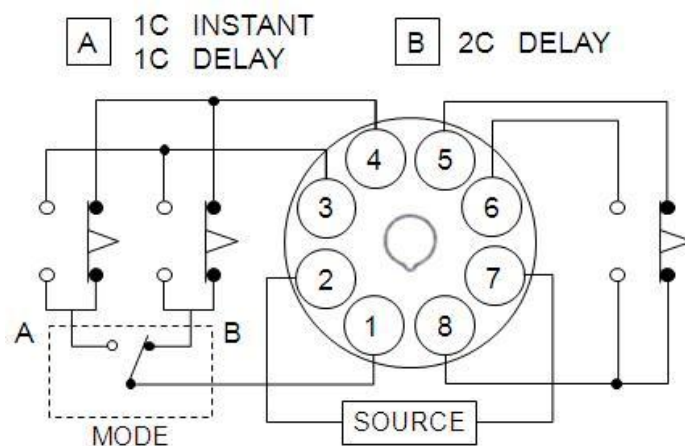 A 1C INSTANT
1C DELAY
B 2C DELAY
4 5
3 6
2 7
1 8
A B
SOURCE
MODE